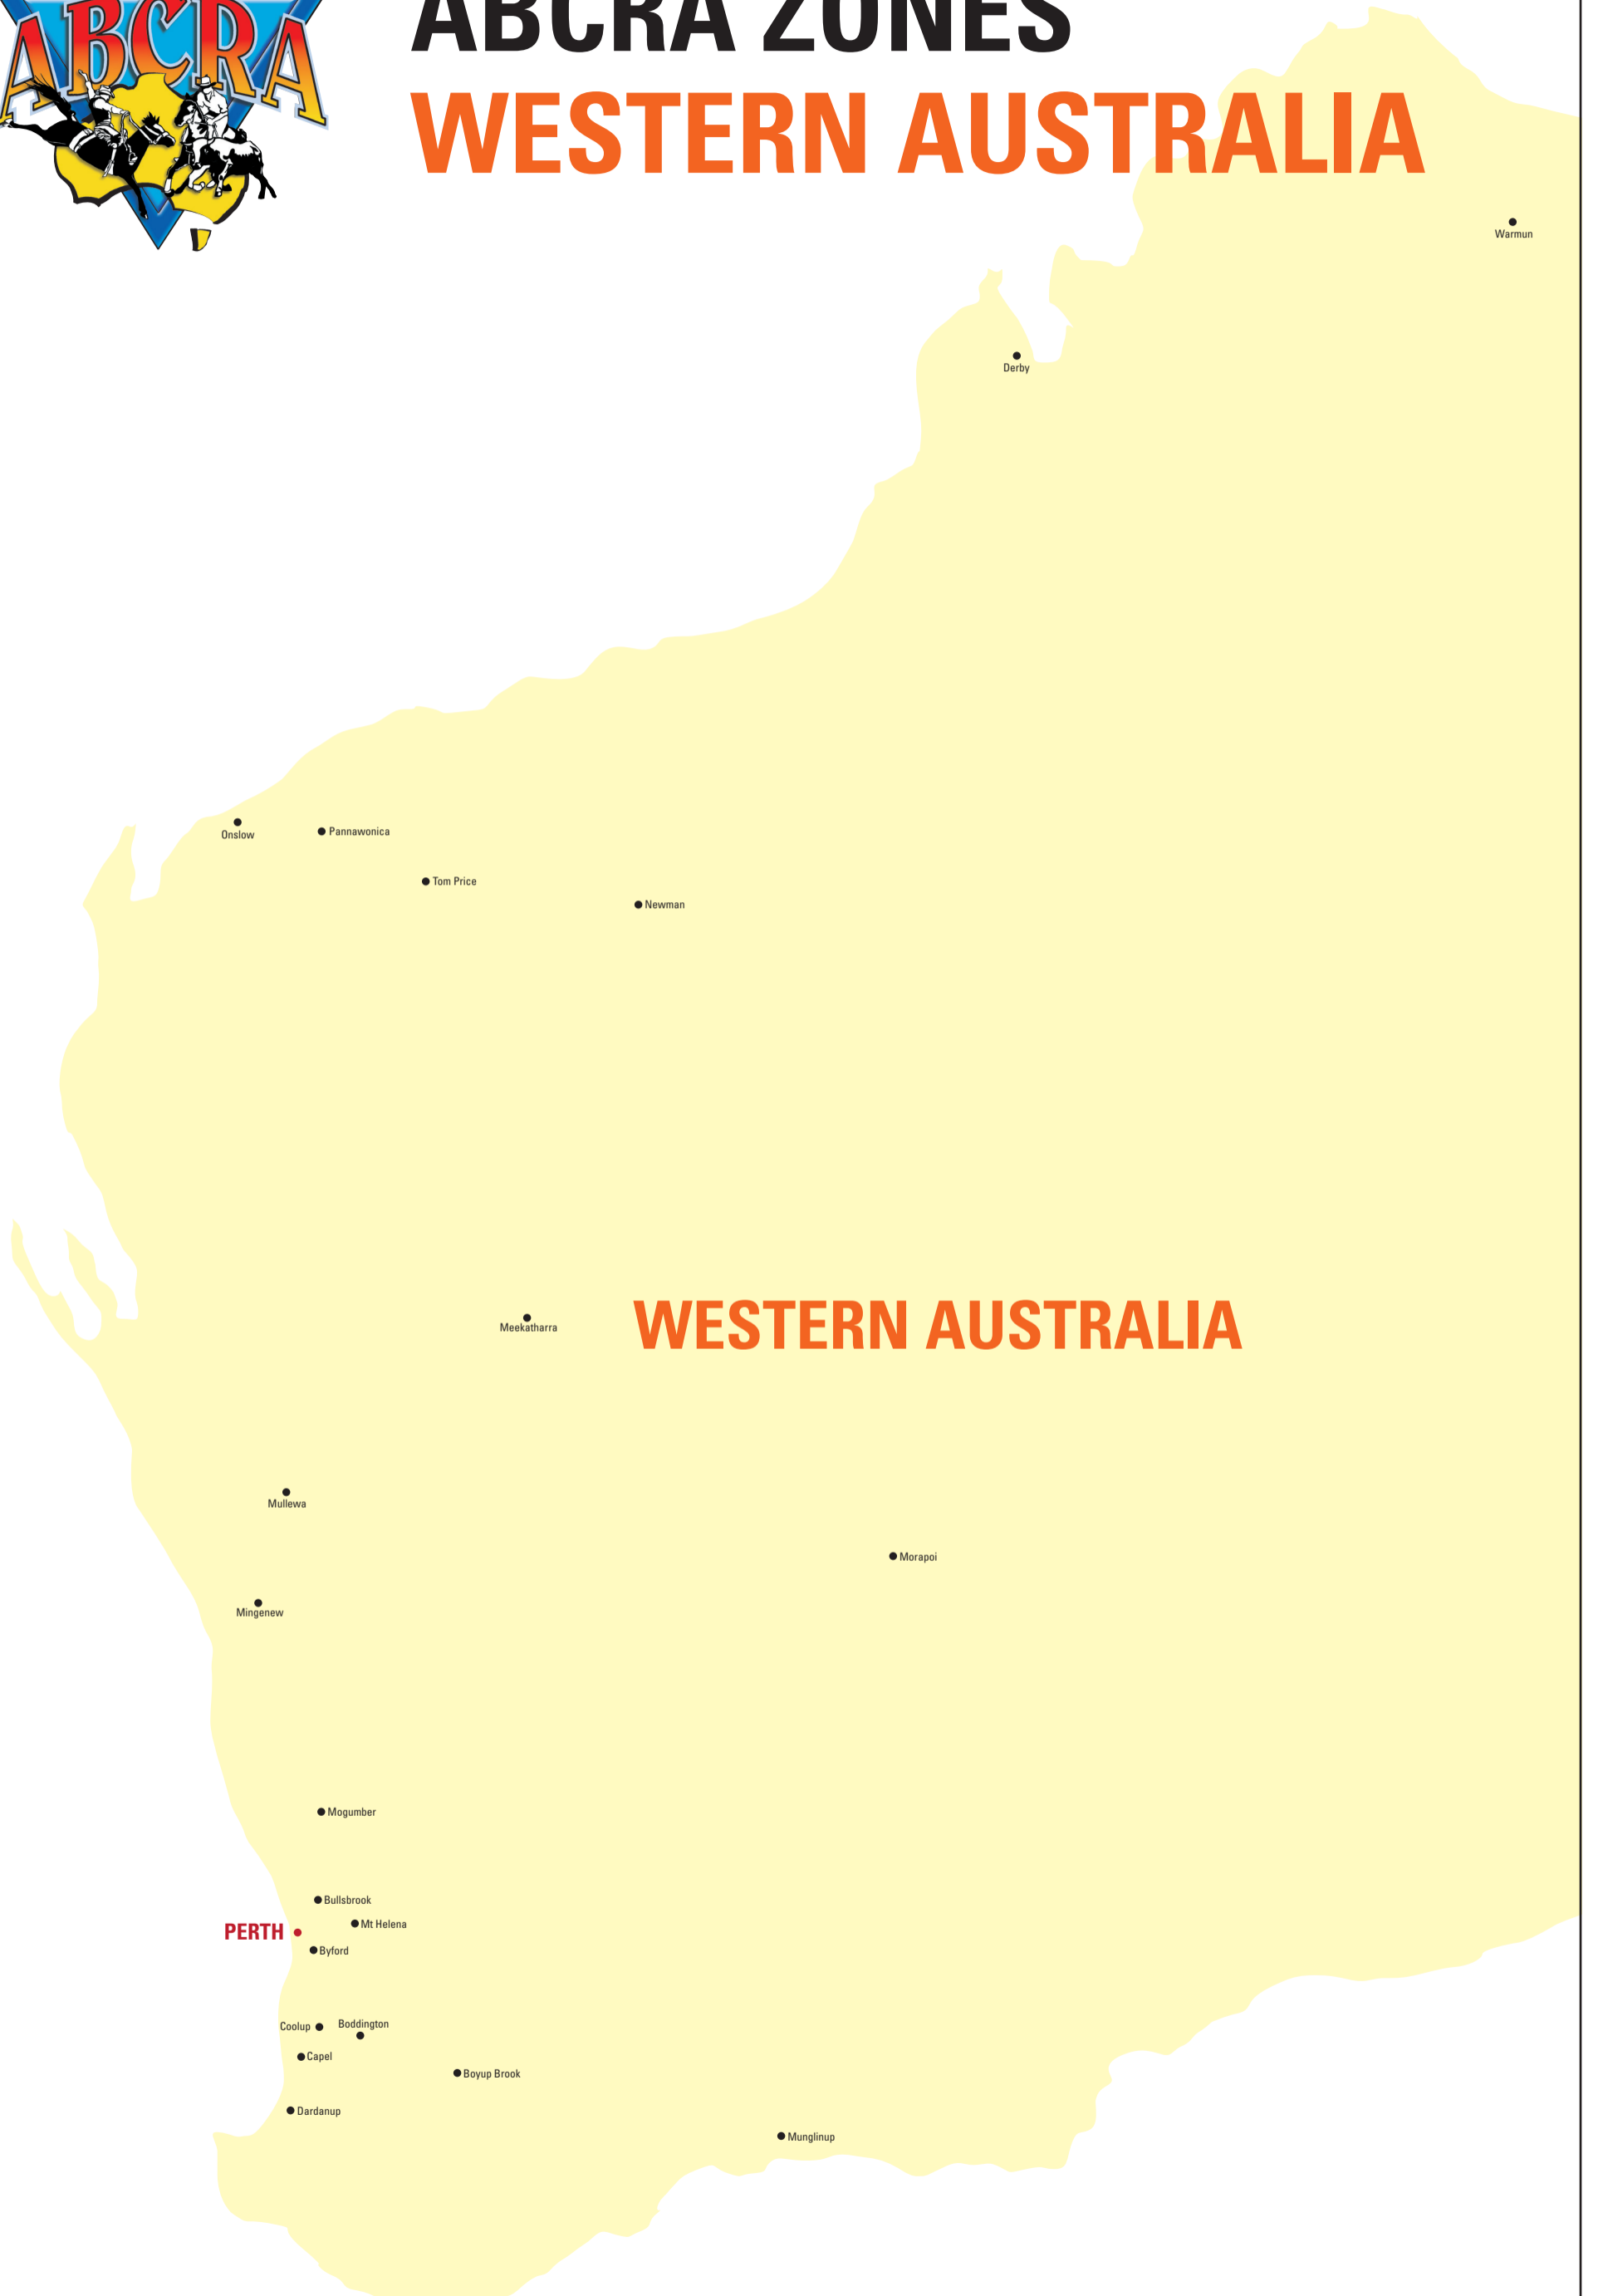 ABCRA
ABCRA ZONES
WESTERN AUSTRALIA
Warmun
Derby
Onslow
Pannawonica
Tom Price
Newman
Meekatharra
WESTERN AUSTRALIA
Mullewa
Morapoi
Mingenew
Mogumber
Bullsbrook
Mt Helena
PERTH
Byford
Coolup
Boddington
Capel
Boyup Brook
Dardanup
Munglinup